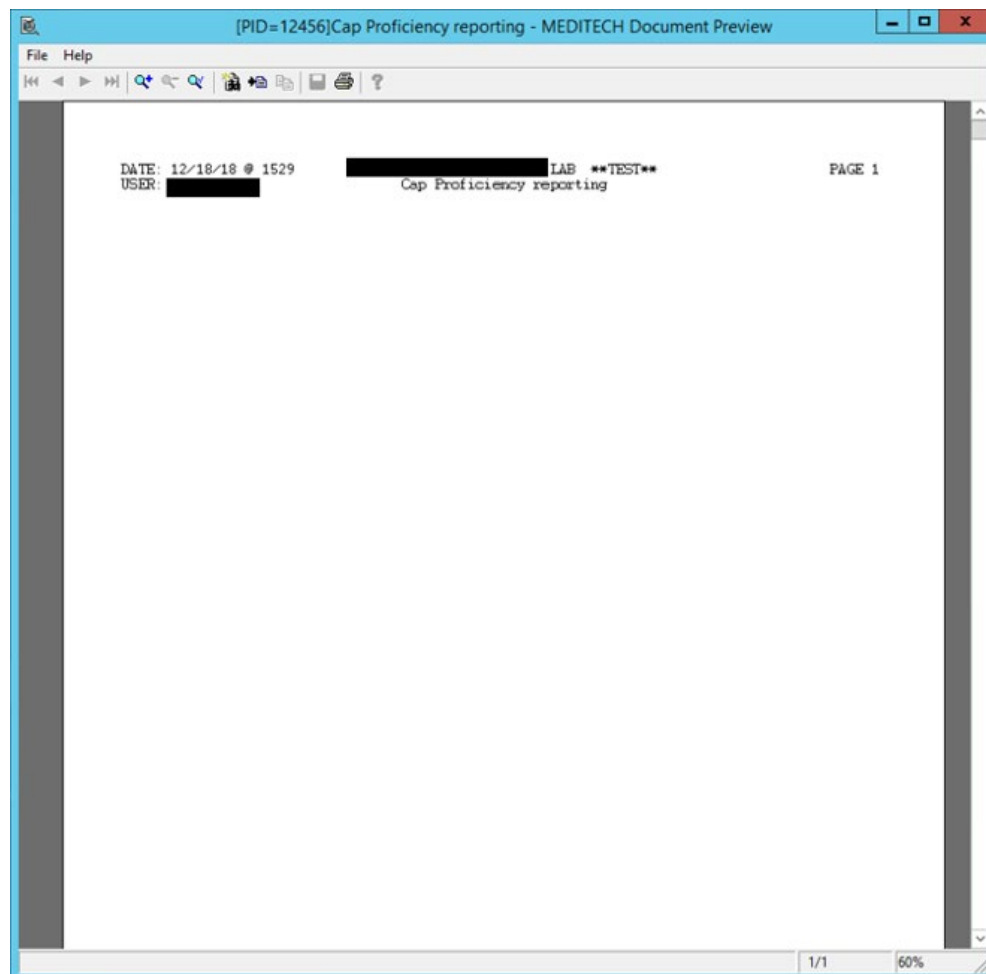 [PID=12456]Cap Proficiency reporting - MEDITECH Document Preview
File Help
DATE: 12/18/18 @ 1529 LAB **TEST** PAGE 1
USER: Cap Proficiency reporting
1/1 60%